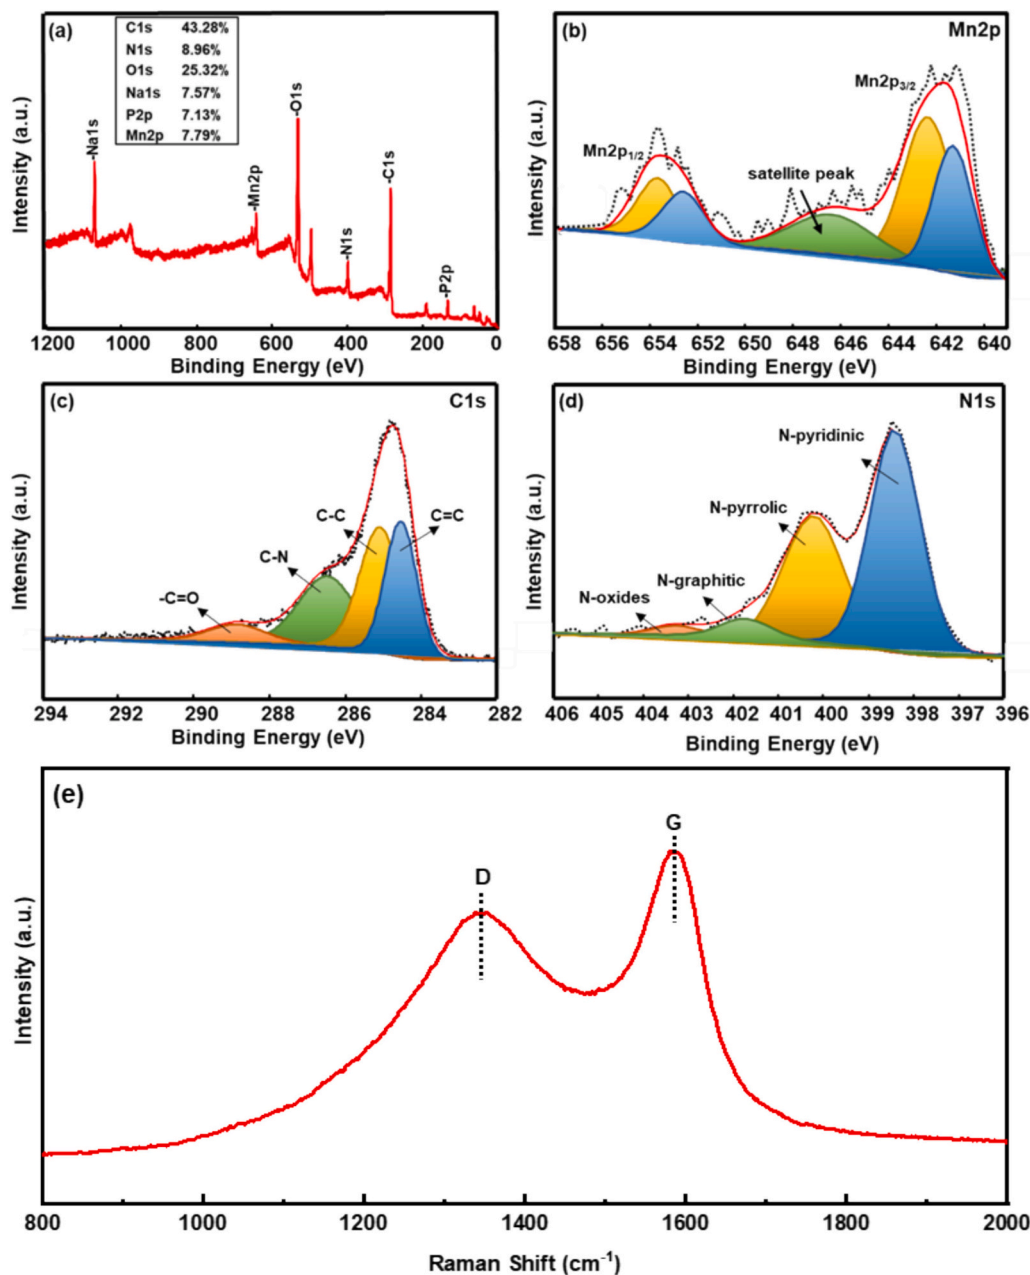 (a)
C1s 43.28%
N1s 8.96%
O1s 25.32%
Na1s 7.57%
P2p 7.13%
Mn2p 7.79%
-Na1s
-Mn2p
-O1s
-N1s
-C1s
-P2p
Intensity (a.u.)
1200 1000 800 600 400 200 0
Binding Energy (eV)
(b)
Mn2p
Mn2p3/2
Mn2p1/2
satellite peak
Intensity (a.u.)
658 656 654 652 650 648 646 644 642 640
Binding Energy (eV)
(c)
C1s
C-C
C=C
C-N
-C=O
Intensity (a.u.)
294 292 290 288 286 284 282
Binding Energy (eV)
(d)
N1s
N-pyridinic
N-pyrrolic
N-graphitic
N-oxides
Intensity (a.u.)
406 405 404 403 402 401 400 399 398 397 396
Binding Energy (eV)
(e)
G
D
Intensity (a.u.)
800 1000 1200 1400 1600 1800 2000
Raman Shift (cm⁻¹)